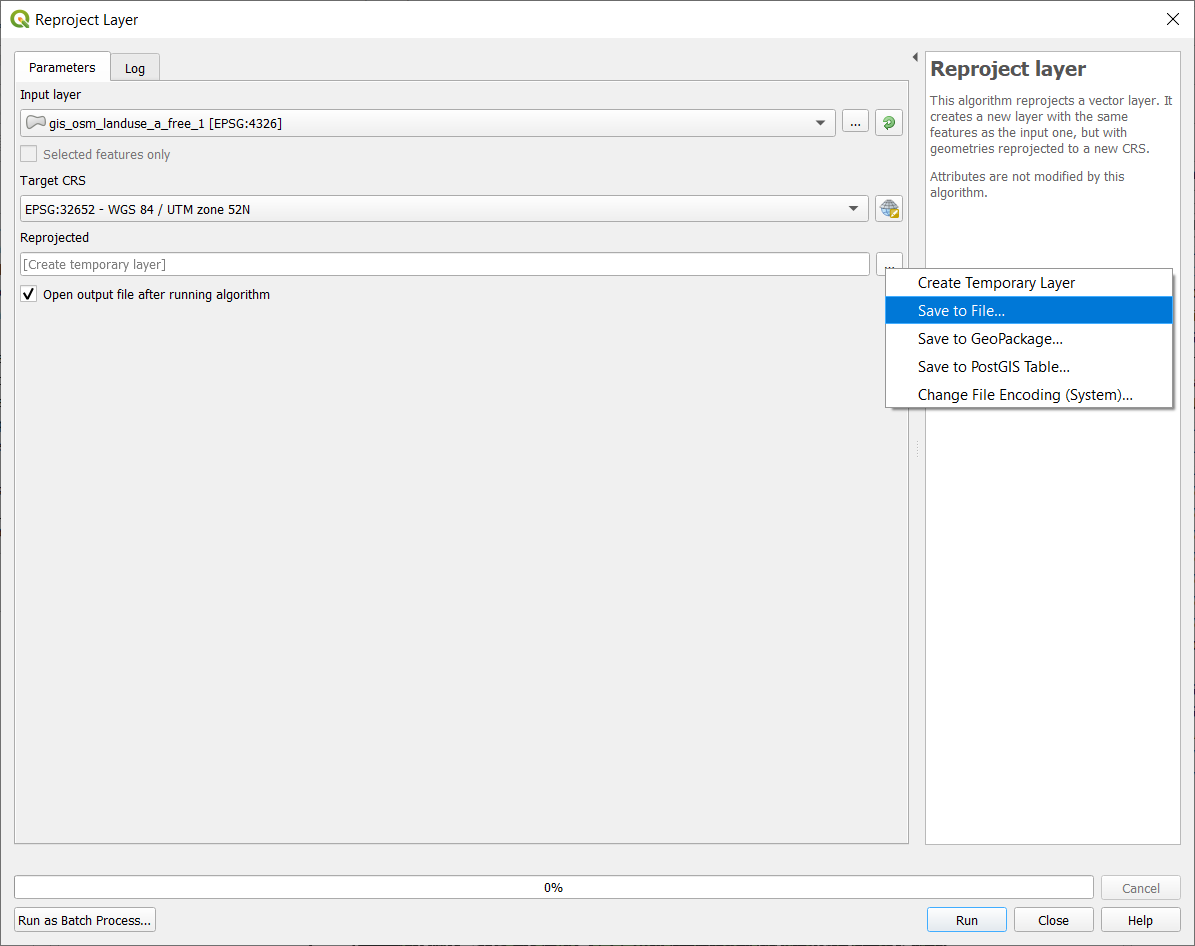 Reproject Layer
Parameters
Log
Input layer
gis_osm_landuse_a_free_1 [EPSG:4326]
...
Selected features only
Target CRS
EPSG:32652 - WGS 84 / UTM zone 52N
Reprojected
[Create temporary layer]
...
Open output file after running algorithm
Create Temporary Layer
Save to File...
Save to GeoPackage...
Save to PostGIS Table...
Change File Encoding (System)...
Reproject layer
This algorithm reprojects a vector layer. It
creates a new layer with the same
features as the input one, but with
geometries reprojected to a new CRS.
Attributes are not modified by this
algorithm.
0%
Cancel
Run as Batch Process...
Run
Close
Help